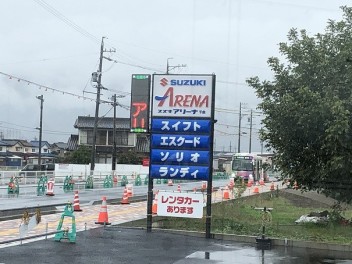 SUZUKI
ARENA
スズキアリーナ
スイフト
エスクード
ソリオ
ランディ
レンタカー
あります
ア